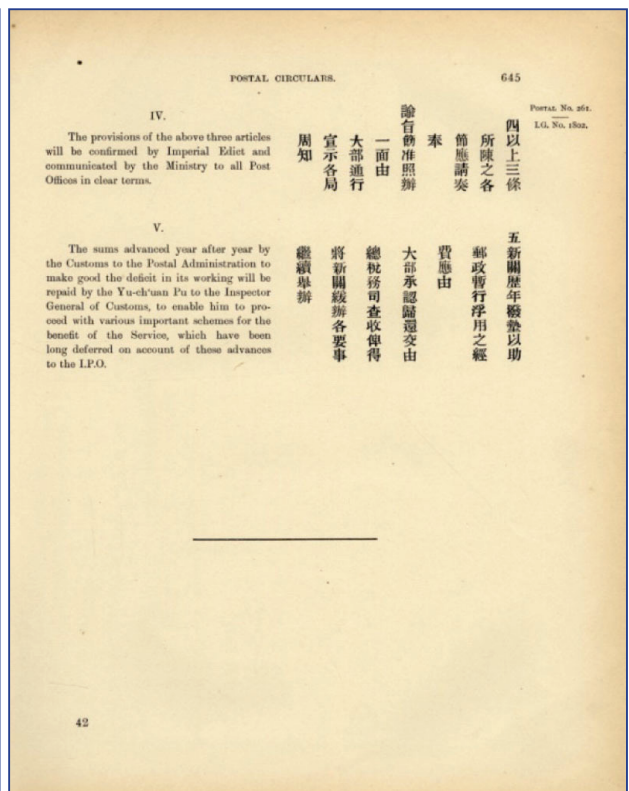 POSTAL CIRCULARS.
645
POSTAL No. 261.
I.G. No. 1802.
IV.
The provisions of the above three articles
will be confirmed by Imperial Edict and
communicated by the Ministry to all Post
Offices in clear terms.
四以上三條
所陳之各
節應請奏
奉
諭旨飭准照辦
一面由
大部通行
宣示各局
周知
V.
The sums advanced year after year by
the Customs to the Postal Administration to
make good the deficit in its working will be
repaid by the Yu-ch‘uan Pu to the Inspector
General of Customs, to enable him to pro-
ceed with various important schemes for the
benefit of the Service, which have been
long deferred on account of these advances
to the I.P.O.
五新關歷年撥墊以助
郵政暫行浮用之經
費應由
大部承認歸還交由
總稅務司查收俾得
將新關緩辦各要事
繼續舉辦
42